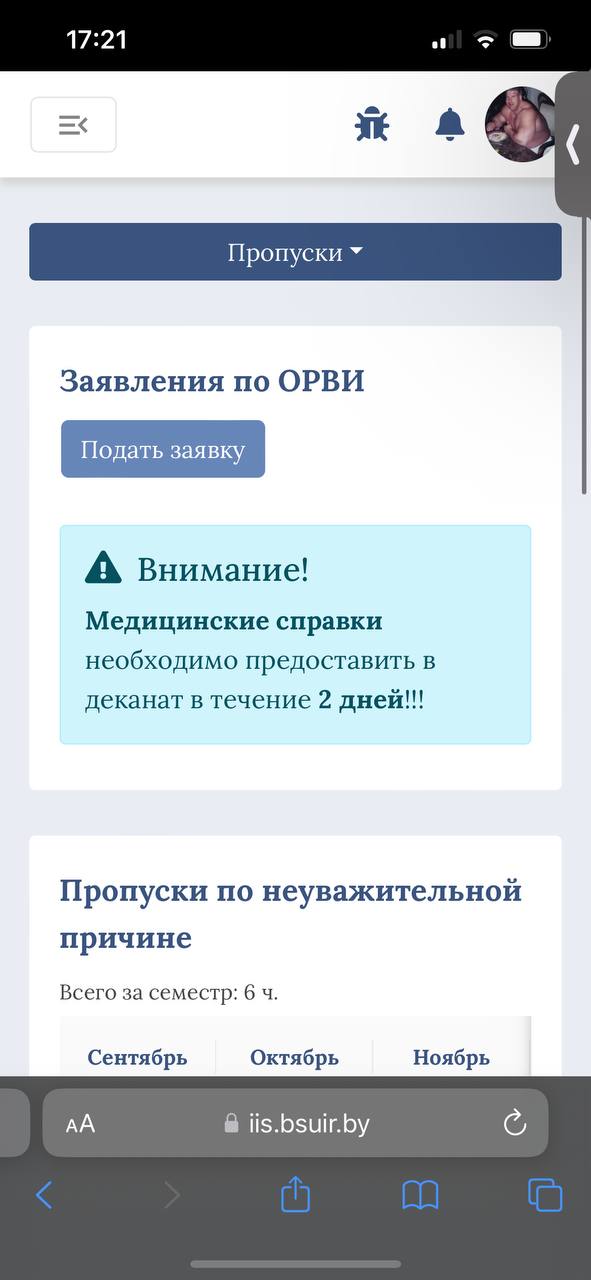 17:21
Пропуски
Заявления по ОРВИ
Подать заявку
Внимание!
Медицинские справки
необходимо предоставить в
деканат в течение 2 дней!!!
Пропуски по неуважительной
причине
Всего за семестр: 6 ч.
Сентябрь Октябрь Ноябрь
AA iis.bsuir.by